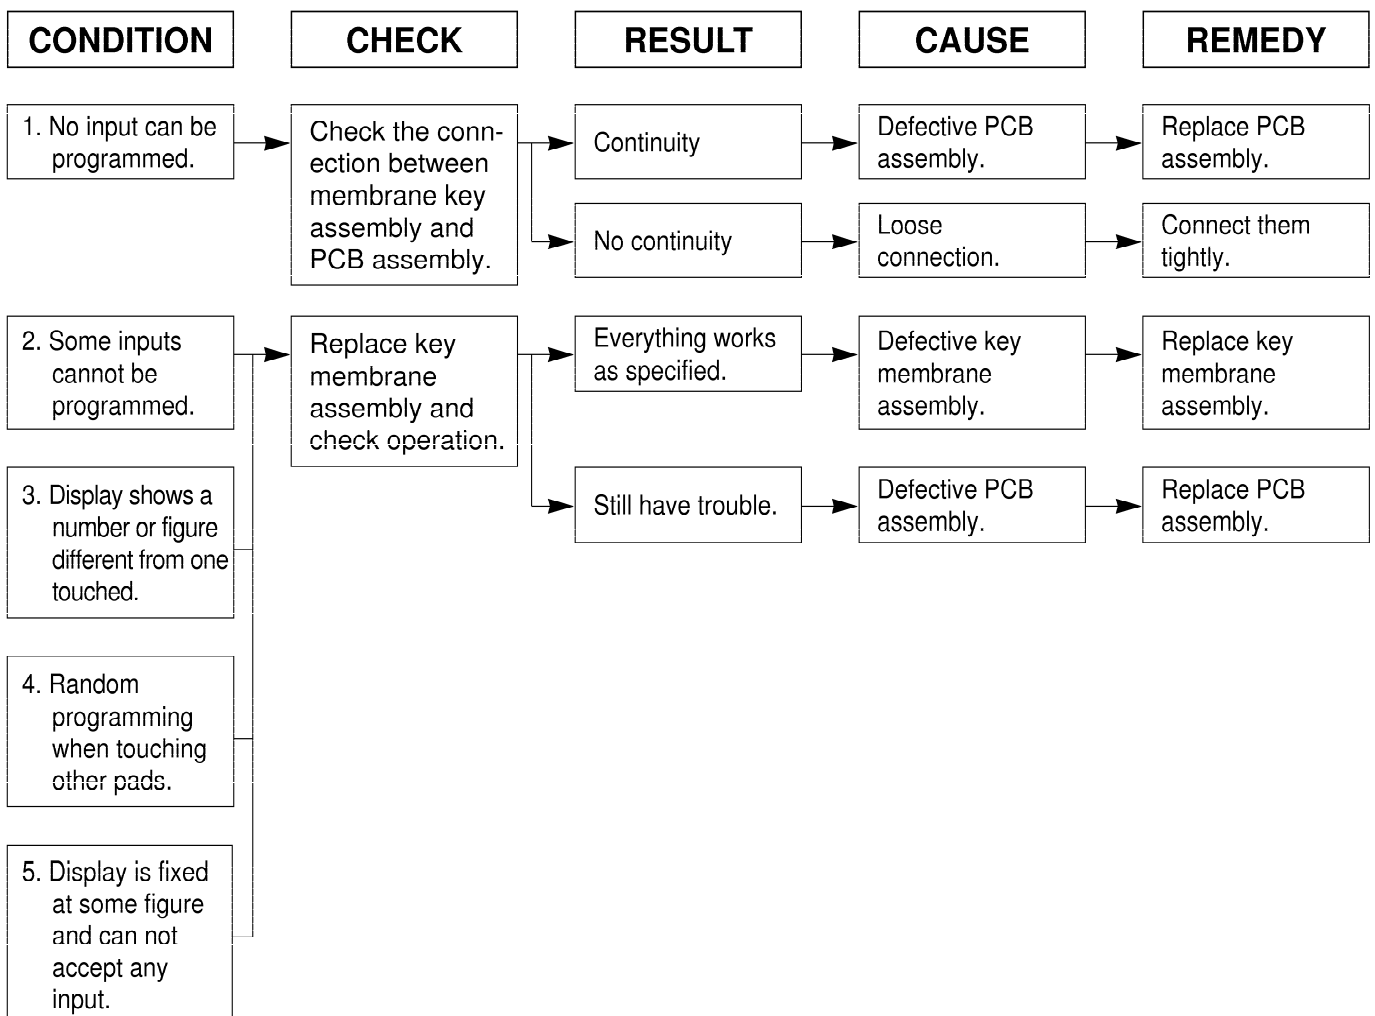 CONDITION
CHECK
RESULT
CAUSE
REMEDY
1. No input can be
programmed.
Check the conn-
ection between
membrane key
assembly and
PCB assembly.
Continuity
Defective PCB
assembly.
Replace PCB
assembly.
No continuity
Loose
connection.
Connect them
tightly.
2. Some inputs
cannot be
programmed.
Replace key
membrane
assembly and
check operation.
Everything works
as specified.
Defective key
membrane
assembly.
Replace key
membrane
assembly.
Still have trouble.
Defective PCB
assembly.
Replace PCB
assembly.
3. Display shows a
number or figure
different from one
touched.
4. Random
programming
when touching
other pads.
5. Display is fixed
at some figure
and can not
accept any
input.